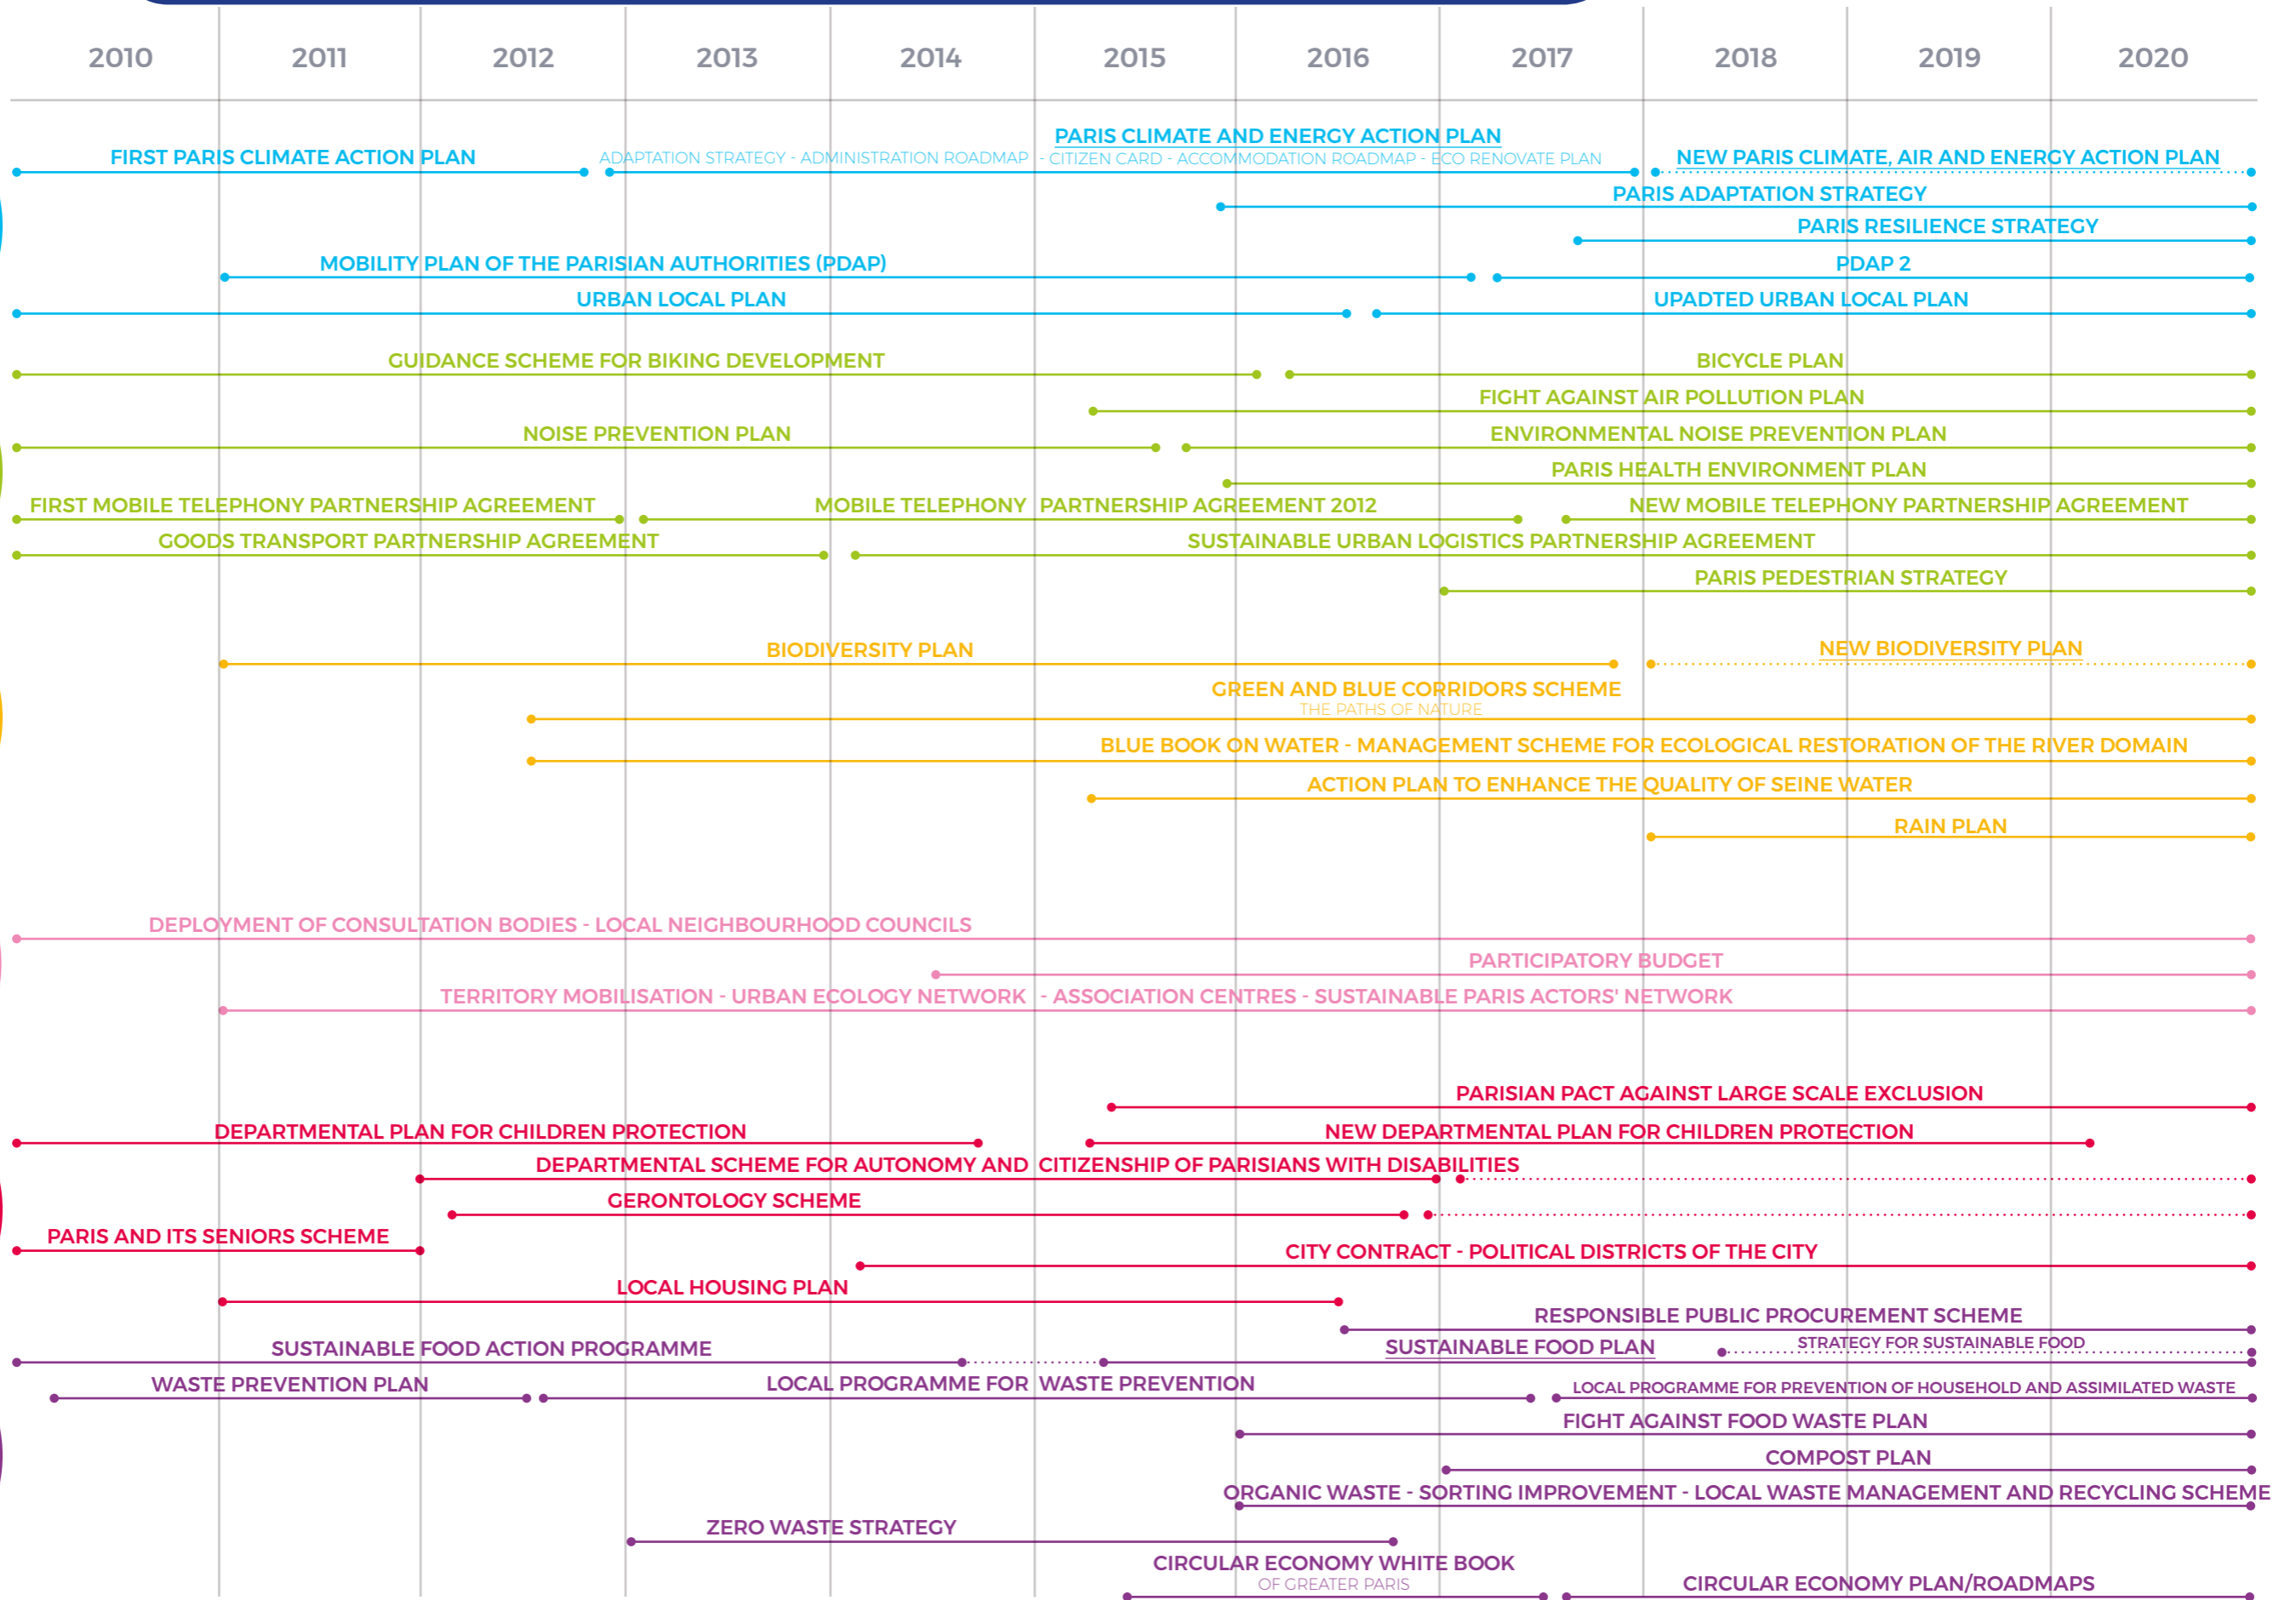 2010 2011 2012 2013 2014 2015 2016 2017 2018 2019 2020
PARIS CLIMATE AND ENERGY ACTION PLAN
FIRST PARIS CLIMATE ACTION PLAN
ADAPTATION STRATEGY - ADMINISTRATION ROADMAP - CITIZEN CARD - ACCOMMODATION ROADMAP - ECO RENOVATE PLAN
NEW PARIS CLIMATE, AIR AND ENERGY ACTION PLAN
PARIS ADAPTATION STRATEGY
PARIS RESILIENCE STRATEGY
MOBILITY PLAN OF THE PARISIAN AUTHORITIES (PDAP)
PDAP 2
URBAN LOCAL PLAN
UPADTED URBAN LOCAL PLAN
GUIDANCE SCHEME FOR BIKING DEVELOPMENT
BICYCLE PLAN
FIGHT AGAINST AIR POLLUTION PLAN
NOISE PREVENTION PLAN
ENVIRONMENTAL NOISE PREVENTION PLAN
PARIS HEALTH ENVIRONMENT PLAN
FIRST MOBILE TELEPHONY PARTNERSHIP AGREEMENT
MOBILE TELEPHONY PARTNERSHIP AGREEMENT 2012
NEW MOBILE TELEPHONY PARTNERSHIP AGREEMENT
GOODS TRANSPORT PARTNERSHIP AGREEMENT
SUSTAINABLE URBAN LOGISTICS PARTNERSHIP AGREEMENT
PARIS PEDESTRIAN STRATEGY
BIODIVERSITY PLAN
NEW BIODIVERSITY PLAN
GREEN AND BLUE CORRIDORS SCHEME
THE PATHS OF NATURE
BLUE BOOK ON WATER - MANAGEMENT SCHEME FOR ECOLOGICAL RESTORATION OF THE RIVER DOMAIN
ACTION PLAN TO ENHANCE THE QUALITY OF SEINE WATER
RAIN PLAN
DEPLOYMENT OF CONSULTATION BODIES - LOCAL NEIGHBOURHOOD COUNCILS
PARTICIPATORY BUDGET
TERRITORY MOBILISATION - URBAN ECOLOGY NETWORK - ASSOCIATION CENTRES - SUSTAINABLE PARIS ACTORS' NETWORK
PARISIAN PACT AGAINST LARGE SCALE EXCLUSION
DEPARTMENTAL PLAN FOR CHILDREN PROTECTION
NEW DEPARTMENTAL PLAN FOR CHILDREN PROTECTION
DEPARTMENTAL SCHEME FOR AUTONOMY AND CITIZENSHIP OF PARISIANS WITH DISABILITIES
GERONTOLOGY SCHEME
PARIS AND ITS SENIORS SCHEME
CITY CONTRACT - POLITICAL DISTRICTS OF THE CITY
LOCAL HOUSING PLAN
RESPONSIBLE PUBLIC PROCUREMENT SCHEME
SUSTAINABLE FOOD ACTION PROGRAMME
SUSTAINABLE FOOD PLAN
STRATEGY FOR SUSTAINABLE FOOD
WASTE PREVENTION PLAN
LOCAL PROGRAMME FOR WASTE PREVENTION
LOCAL PROGRAMME FOR PREVENTION OF HOUSEHOLD AND ASSIMILATED WASTE
FIGHT AGAINST FOOD WASTE PLAN
COMPOST PLAN
ORGANIC WASTE - SORTING IMPROVEMENT - LOCAL WASTE MANAGEMENT AND RECYCLING SCHEME
ZERO WASTE STRATEGY
CIRCULAR ECONOMY WHITE BOOK
OF GREATER PARIS
CIRCULAR ECONOMY PLAN/ROADMAPS